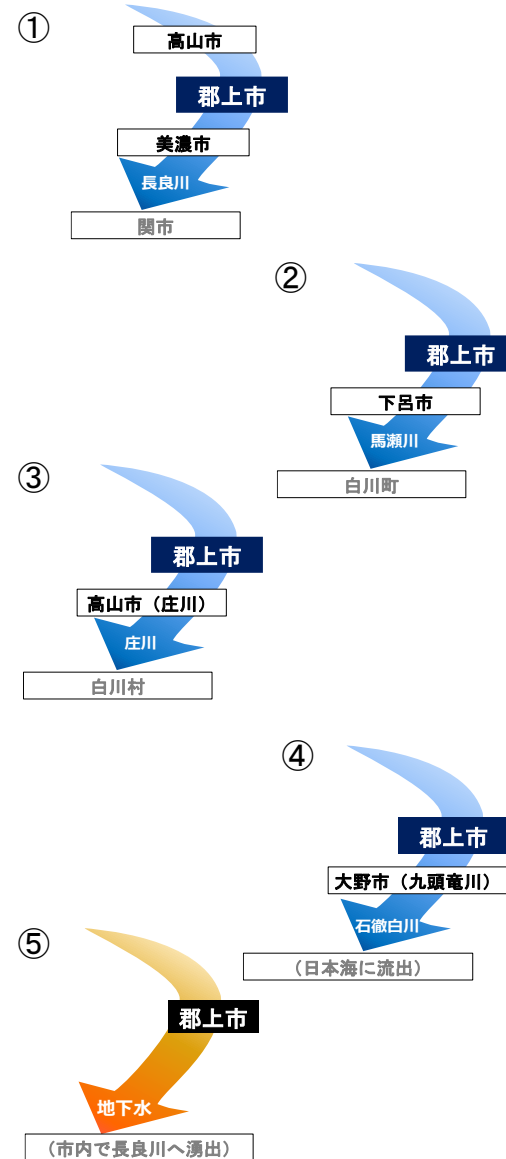 ①
高山市
郡上市
美濃市
長良川
関市
②
郡上市
下呂市
馬瀬川
白川町
③
郡上市
高山市（庄川）
庄川
白川村
④
郡上市
大野市（九頭竜川）
石徹白川
（日本海に流出）
⑤
郡上市
地下水
（市内で長良川へ湧出）